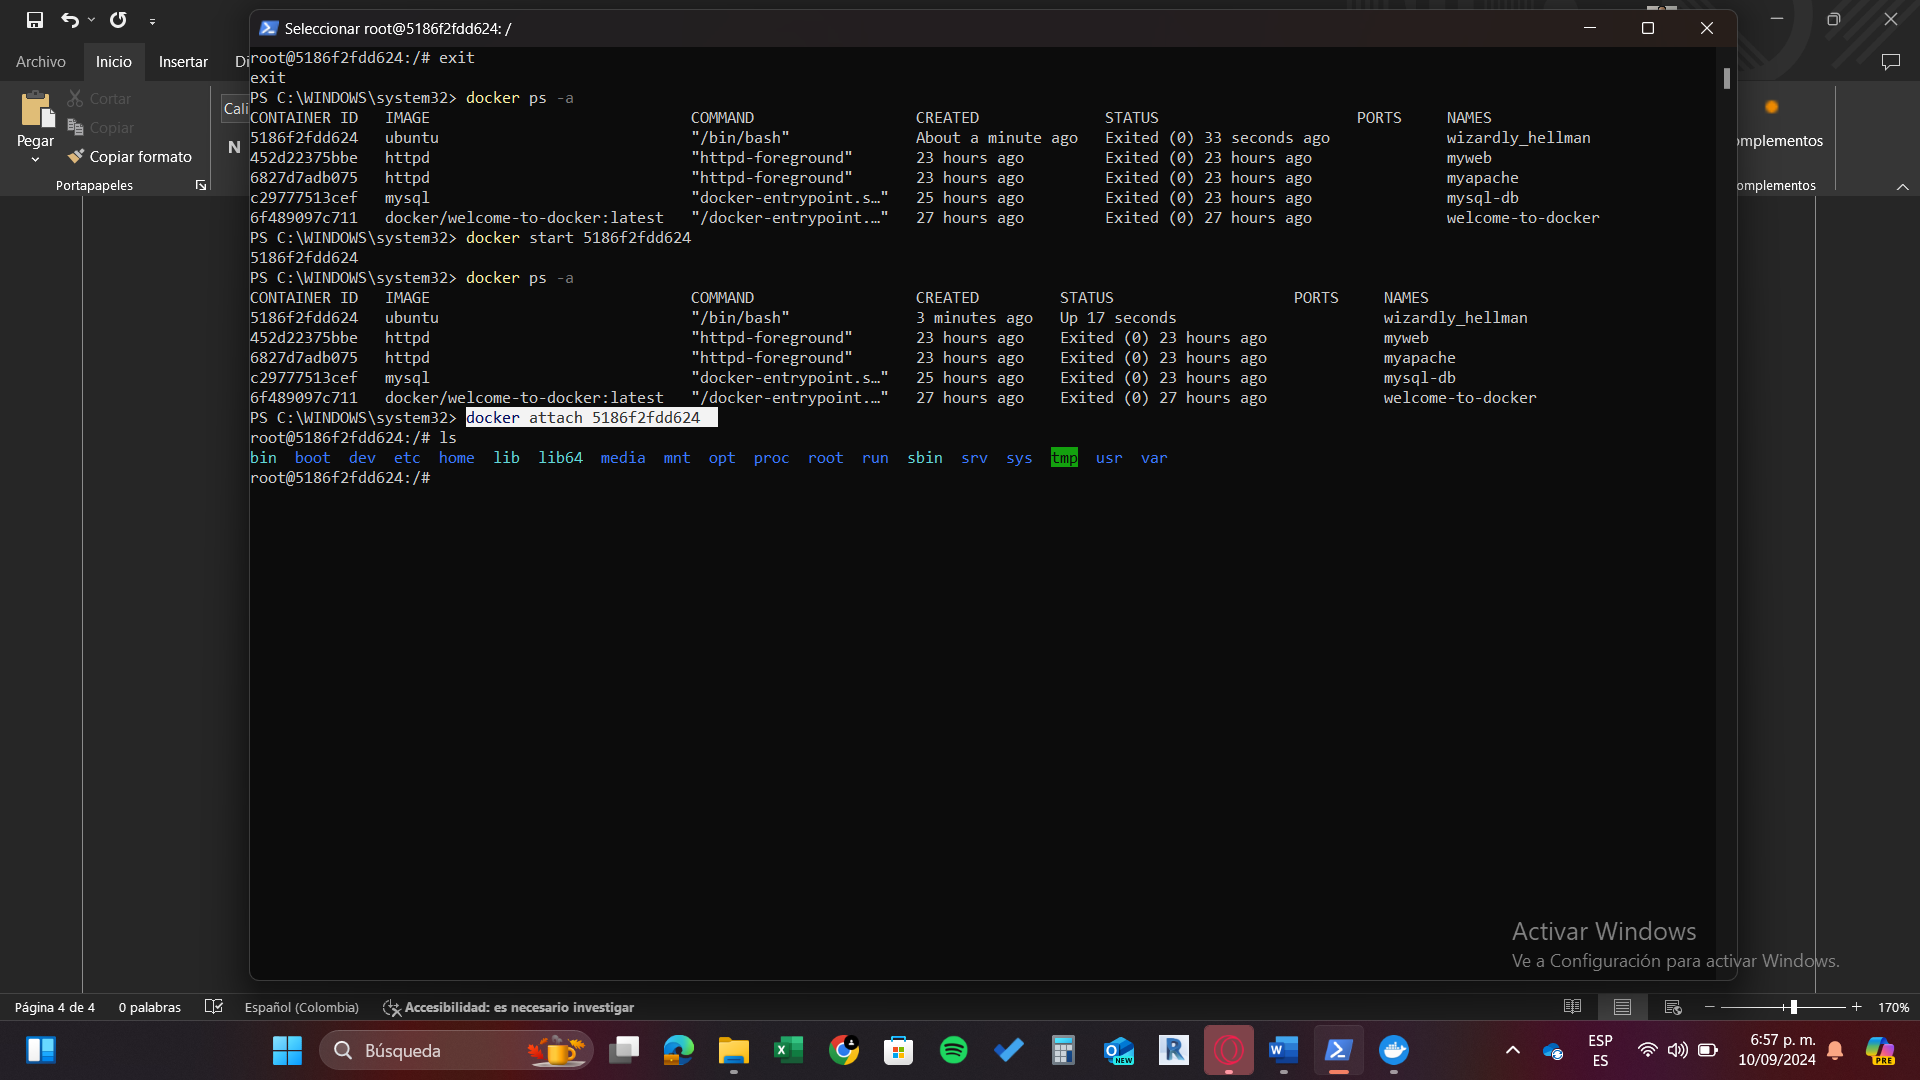 Seleccionar root@5186f2fdd624: /
Archivo Inicio Insertar Di
Cortar
Copiar
Pegar
Copiar formato
Portapapeles
Cali
N
omplementos
omplementos
root@5186f2fdd624:/# exit
exit
PS C:\WINDOWS\system32> docker ps -a
CONTAINER ID IMAGE COMMAND CREATED STATUS PORTS NAMES
5186f2fdd624 ubuntu "/bin/bash" About a minute ago Exited (0) 33 seconds ago wizardly_hellman
452d22375bbe httpd "httpd-foreground" 23 hours ago Exited (0) 23 hours ago myweb
6827d7adb075 httpd "httpd-foreground" 23 hours ago Exited (0) 23 hours ago myapache
c29777513cef mysql "docker-entrypoint.s…" 25 hours ago Exited (0) 23 hours ago mysql-db
6f489097c711 docker/welcome-to-docker:latest "/docker-entrypoint.…" 27 hours ago Exited (0) 27 hours ago welcome-to-docker
PS C:\WINDOWS\system32> docker start 5186f2fdd624
5186f2fdd624
PS C:\WINDOWS\system32> docker ps -a
CONTAINER ID IMAGE COMMAND CREATED STATUS PORTS NAMES
5186f2fdd624 ubuntu "/bin/bash" 3 minutes ago Up 17 seconds wizardly_hellman
452d22375bbe httpd "httpd-foreground" 23 hours ago Exited (0) 23 hours ago myweb
6827d7adb075 httpd "httpd-foreground" 23 hours ago Exited (0) 23 hours ago myapache
c29777513cef mysql "docker-entrypoint.s…" 25 hours ago Exited (0) 23 hours ago mysql-db
6f489097c711 docker/welcome-to-docker:latest "/docker-entrypoint.…" 27 hours ago Exited (0) 27 hours ago welcome-to-docker
PS C:\WINDOWS\system32> docker attach 5186f2fdd624
root@5186f2fdd624:/# ls
bin boot dev etc home lib lib64 media mnt opt proc root run sbin srv sys tmp usr var
root@5186f2fdd624:/#
Activar Windows
Ve a Configuración para activar Windows.
Página 4 de 4 0 palabras Español (Colombia) Accesibilidad: es necesario investigar 170%
Búsqueda
NEW
ESP
ES
6:57 p. m.
10/09/2024
PRE